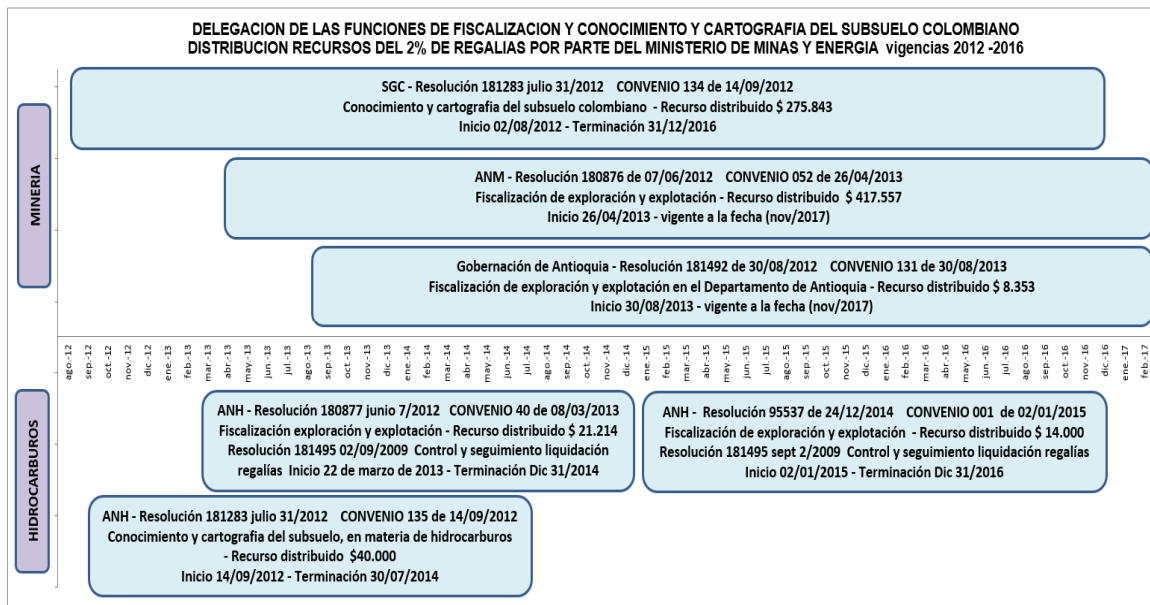 DELEGACION DE LAS FUNCIONES DE FISCALIZACION Y CONOCIMIENTO Y CARTOGRAFIA DEL SUBSUELO COLOMBIANO
DISTRIBUCION RECURSOS DEL 2% DE REGALIAS POR PARTE DEL MINISTERIO DE MINAS Y ENERGIA vigencias 2012 -2016
MINERIA
SGC - Resolución 181283 julio 31/2012 CONVENIO 134 de 14/09/2012
Conocimiento y cartografia del subsuelo colombiano - Recurso distribuido $ 275.843
Inicio 02/08/2012 - Terminación 31/12/2016
ANM - Resolución 180876 de 07/06/2012 CONVENIO 052 de 26/04/2013
Fiscalización de exploración y explotación - Recurso distribuido $ 417.557
Inicio 26/04/2013 - vigente a la fecha (nov/2017)
Gobernación de Antioquia - Resolución 181492 de 30/08/2012 CONVENIO 131 de 30/08/2013
Fiscalización de exploración y explotación en el Departamento de Antioquia - Recurso distribuido $ 8.353
Inicio 30/08/2013 - vigente a la fecha (nov/2017)
ago.-12
sep.-12
oct.-12
nov.-12
dic.-12
ene.-13
feb.-13
mar.-13
abr.-13
may.-13
jun.-13
jul.-13
ago.-13
sep.-13
oct.-13
nov.-13
dic.-13
ene.-14
feb.-14
mar.-14
abr.-14
may.-14
jun.-14
jul.-14
ago.-14
sep.-14
oct.-14
nov.-14
dic.-14
ene.-15
feb.-15
mar.-15
abr.-15
may.-15
jun.-15
jul.-15
ago.-15
sep.-15
oct.-15
nov.-15
dic.-15
ene.-16
feb.-16
mar.-16
abr.-16
may.-16
jun.-16
jul.-16
ago.-16
sep.-16
oct.-16
nov.-16
dic.-16
ene.-17
feb.-17
HIDROCARBUROS
ANH - Resolución 180877 junio 7/2012 CONVENIO 40 de 08/03/2013
Fiscalización exploración y explotación - Recurso distribuido $ 21.214
Resolución 181495 02/09/2009 Control y seguimiento liquidación
regalías Inicio 22 de marzo de 2013 - Terminación Dic 31/2014
ANH - Resolución 95537 de 24/12/2014 CONVENIO 001 de 02/01/2015
Fiscalización de exploración y explotación - Recurso distribuido $ 14.000
Resolución 181495 sept 2/2009 Control y seguimiento liquidación regalías
Inicio 02/01/2015 - Terminación Dic 31/2016
ANH - Resolución 181283 julio 31/2012 CONVENIO 135 de 14/09/2012
Conocimiento y cartografia del subsuelo, en materia de hidrocarburos
- Recurso distribuido $40.000
Inicio 14/09/2012 - Terminación 30/07/2014